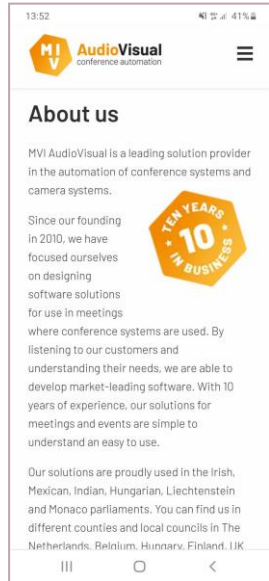 13:52
41%
MVI
AudioVisual
conference automation
About us
MVI AudioVisual is a leading solution provider
in the automation of conference systems and
camera systems.
Since our founding
in 2010, we have
focused ourselves
on designing
software solutions
for use in meetings
TEN YEARS
10
IN BUSINESS
where conference systems are used. By
listening to our customers and
understanding their needs, we are able to
develop market-leading software. With 10
years of experience, our solutions for
meetings and events are simple to
understand an easy to use.
Our solutions are proudly used in the Irish,
Mexican, Indian, Hungarian, Liechtenstein
and Monaco parliaments. You can find us in
different counties and local councils in The
Netherlands, Belgium, Hungary, Finland, UK